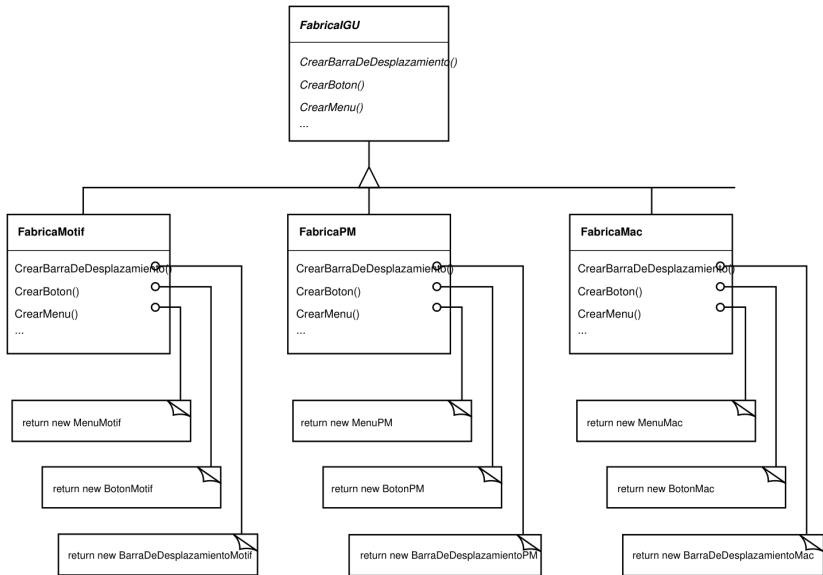 FabricaIGU
CrearBarraDeDesplazamiento()
CrearBoton()
CrearMenu()
...
FabricaMotif
CrearBarraDeDesplazamiento()
CrearBoton()
CrearMenu()
...
FabricaPM
CrearBarraDeDesplazamiento()
CrearBoton()
CrearMenu()
...
FabricaMac
CrearBarraDeDesplazamiento()
CrearBoton()
CrearMenu()
...
return new MenuMotif
return new MenuPM
return new MenuMac
return new BotonMotif
return new BotonPM
return new BotonMac
return new BarraDeDesplazamientoMotif
return new BarraDeDesplazamientoPM
return new BarraDeDesplazamientoMac